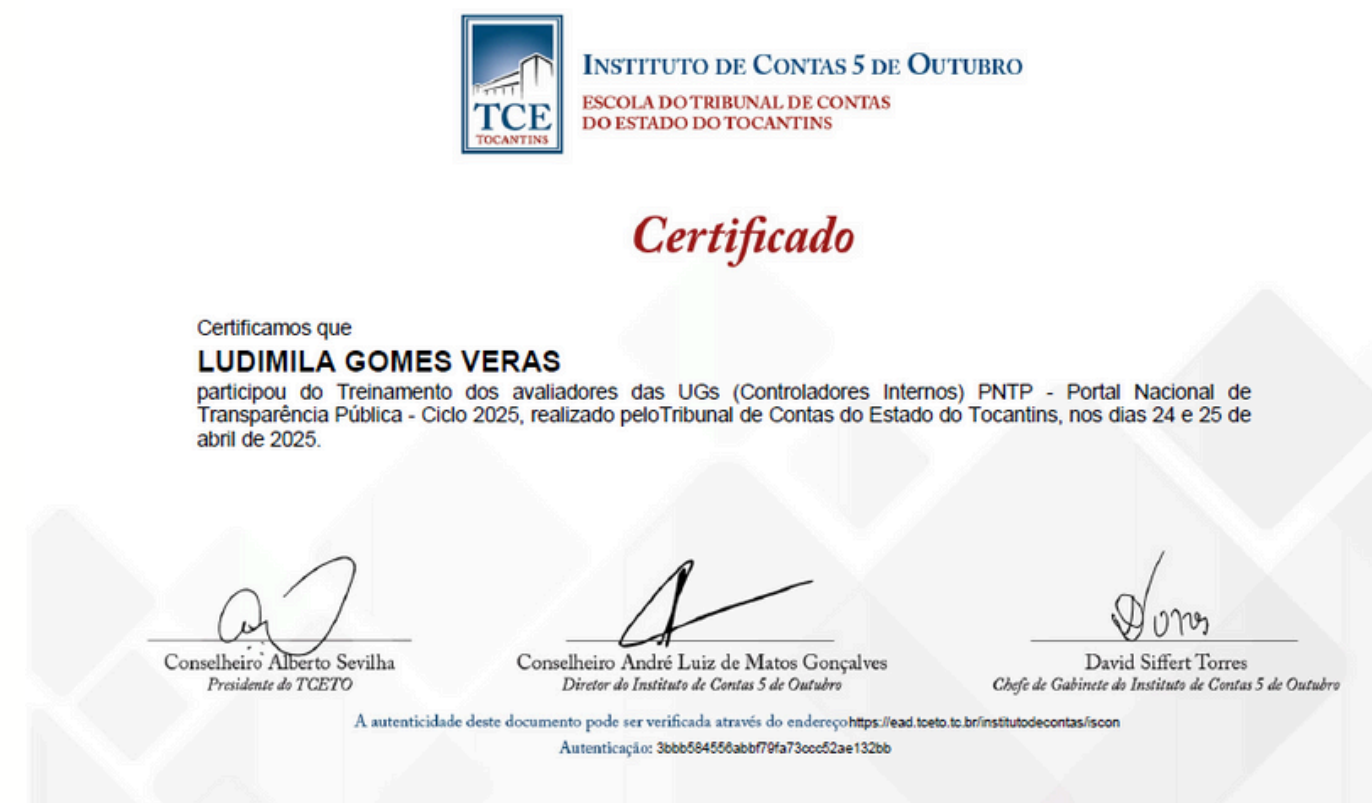 TCE
TOCANTINS
INSTITUTO DE CONTAS 5 DE OUTUBRO
ESCOLA DO TRIBUNAL DE CONTAS
DO ESTADO DO TOCANTINS
Certificado
Certificamos que
LUDIMILA GOMES VERAS
participou do Treinamento dos avaliadores das UGs (Controladores Internos) PNTP - Portal Nacional de
Transparência Pública - Ciclo 2025, realizado peloTribunal de Contas do Estado do Tocantins, nos dias 24 e 25 de
abril de 2025.
Conselheiro Alberto Sevilha
Presidente do TCETO
Conselheiro André Luiz de Matos Gonçalves
Diretor do Instituto de Contas 5 de Outubro
David Siffert Torres
Chefe de Gabinete do Instituto de Contas 5 de Outubro
A autenticidade deste documento pode ser verificada através do endereço https://ead.tceto.tc.br/institutodecontas/iscon
Autenticação: 3bbb584556abbf79fa73ccc52ae132bb